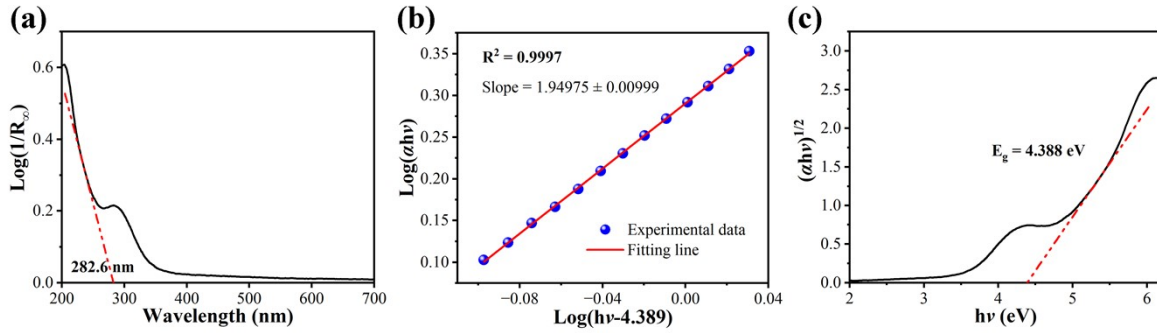 (a)
0.6
0.4
0.2
0.0
Log(1/R∞)
282.6 nm
200 300 400 500 600 700
Wavelength (nm)
(b)
0.35
0.30
0.25
0.20
0.15
0.10
Log(αhν)
R² = 0.9997
Slope = 1.94975 ± 0.00999
Experimental data
Fitting line
−0.08 −0.04 0.00 0.04
Log(hν-4.389)
(c)
3.0
2.5
2.0
1.5
1.0
0.5
0.0
(αhν)^1/2
E_g = 4.388 eV
2 3 4 5 6
hν (eV)